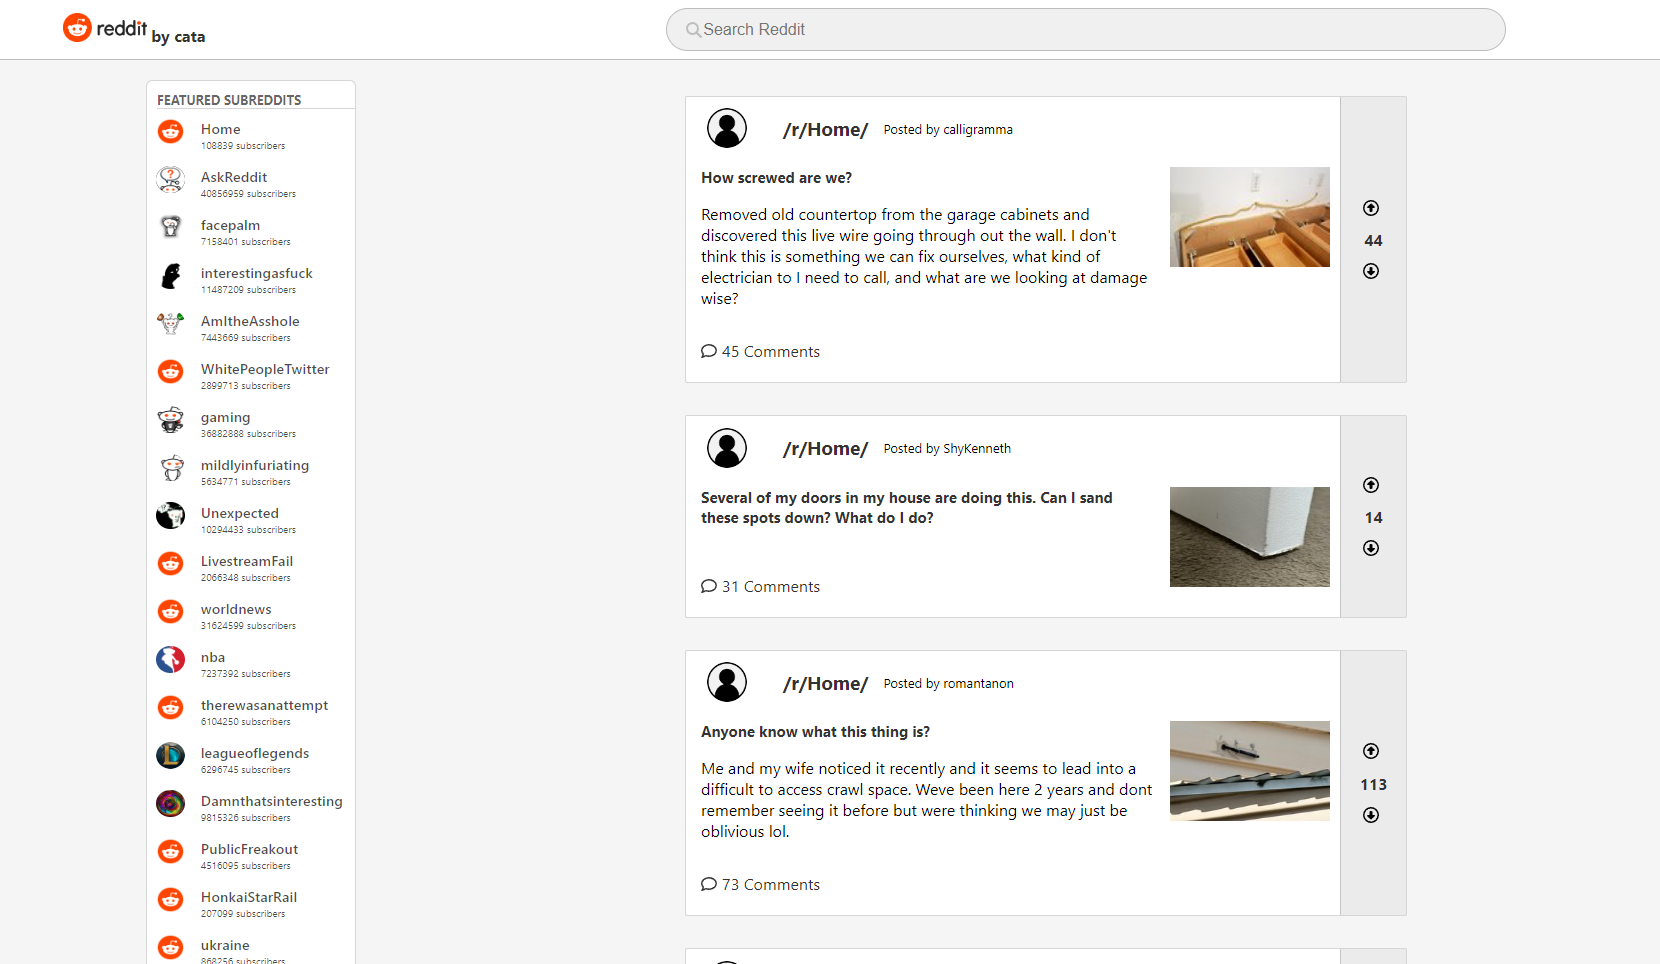 reddit by cata
Search Reddit
FEATURED SUBREDDITS
Home
108839 subscribers
AskReddit
40856959 subscribers
facepalm
7158401 subscribers
interestingasfuck
11487209 subscribers
AmItheAsshole
7443669 subscribers
WhitePeopleTwitter
2899713 subscribers
gaming
36882888 subscribers
mildlyinfuriating
5634771 subscribers
Unexpected
10294433 subscribers
LivestreamFail
2066348 subscribers
worldnews
31624599 subscribers
nba
7237392 subscribers
therewasanattempt
6104250 subscribers
leagueoflegends
6296745 subscribers
Damnthatsinteresting
9815326 subscribers
PublicFreakout
4516095 subscribers
HonkaiStarRail
207099 subscribers
ukraine
868256 subscribers
/r/Home/ Posted by calligramma
How screwed are we?
Removed old countertop from the garage cabinets and
discovered this live wire going through out the wall. I don't
think this is something we can fix ourselves, what kind of
electrician to I need to call, and what are we looking at damage
wise?
45 Comments
44
/r/Home/ Posted by ShyKenneth
Several of my doors in my house are doing this. Can I sand
these spots down? What do I do?
31 Comments
14
/r/Home/ Posted by romantanon
Anyone know what this thing is?
Me and my wife noticed it recently and it seems to lead into a
difficult to access crawl space. Weve been here 2 years and dont
remember seeing it before but were thinking we may just be
oblivious lol.
73 Comments
113